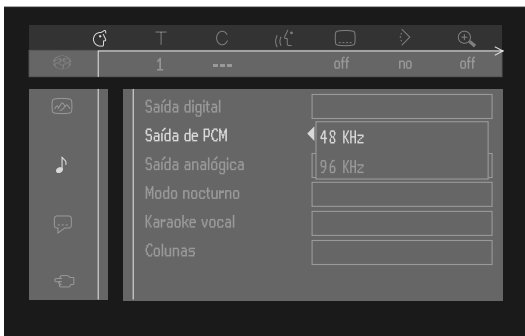 T C
1 --- off no off
Saída digital
Saída de PCM 48 KHz
Saída analógica 96 KHz
Modo nocturno
Karaoke vocal
Colunas